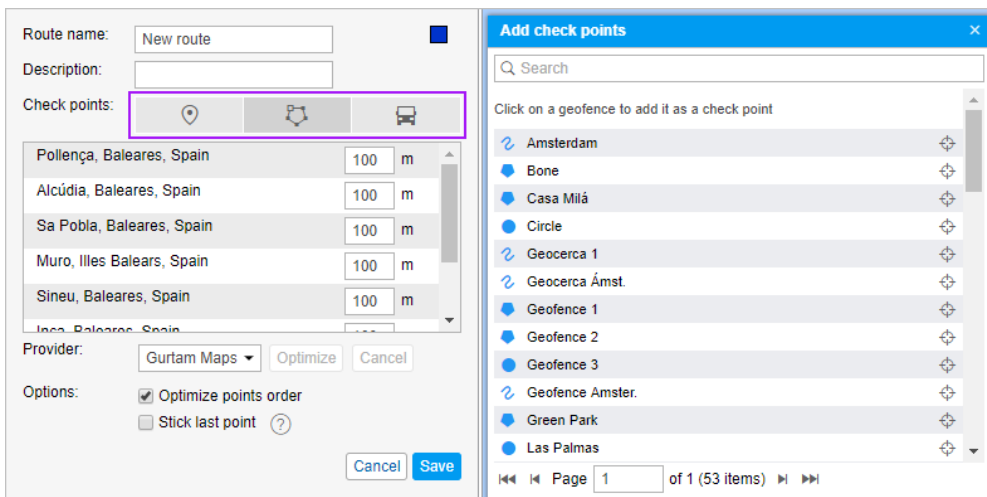 Route name: New route
Description:
Check points:
Pollença, Baleares, Spain 100 m
Alcúdia, Baleares, Spain 100 m
Sa Pobla, Baleares, Spain 100 m
Muro, Illes Balears, Spain 100 m
Sineu, Baleares, Spain 100 m
Inca, Baleares, Spain
Provider: Gurtam Maps Optimize Cancel
Options: Optimize points order
Stick last point ?
Cancel Save
Add check points
Search
Click on a geofence to add it as a check point
Amsterdam
Bone
Casa Milá
Circle
Geocerca 1
Geocerca Ámst.
Geofence 1
Geofence 2
Geofence 3
Geofence Amster.
Green Park
Las Palmas
Page 1 of 1 (53 items)